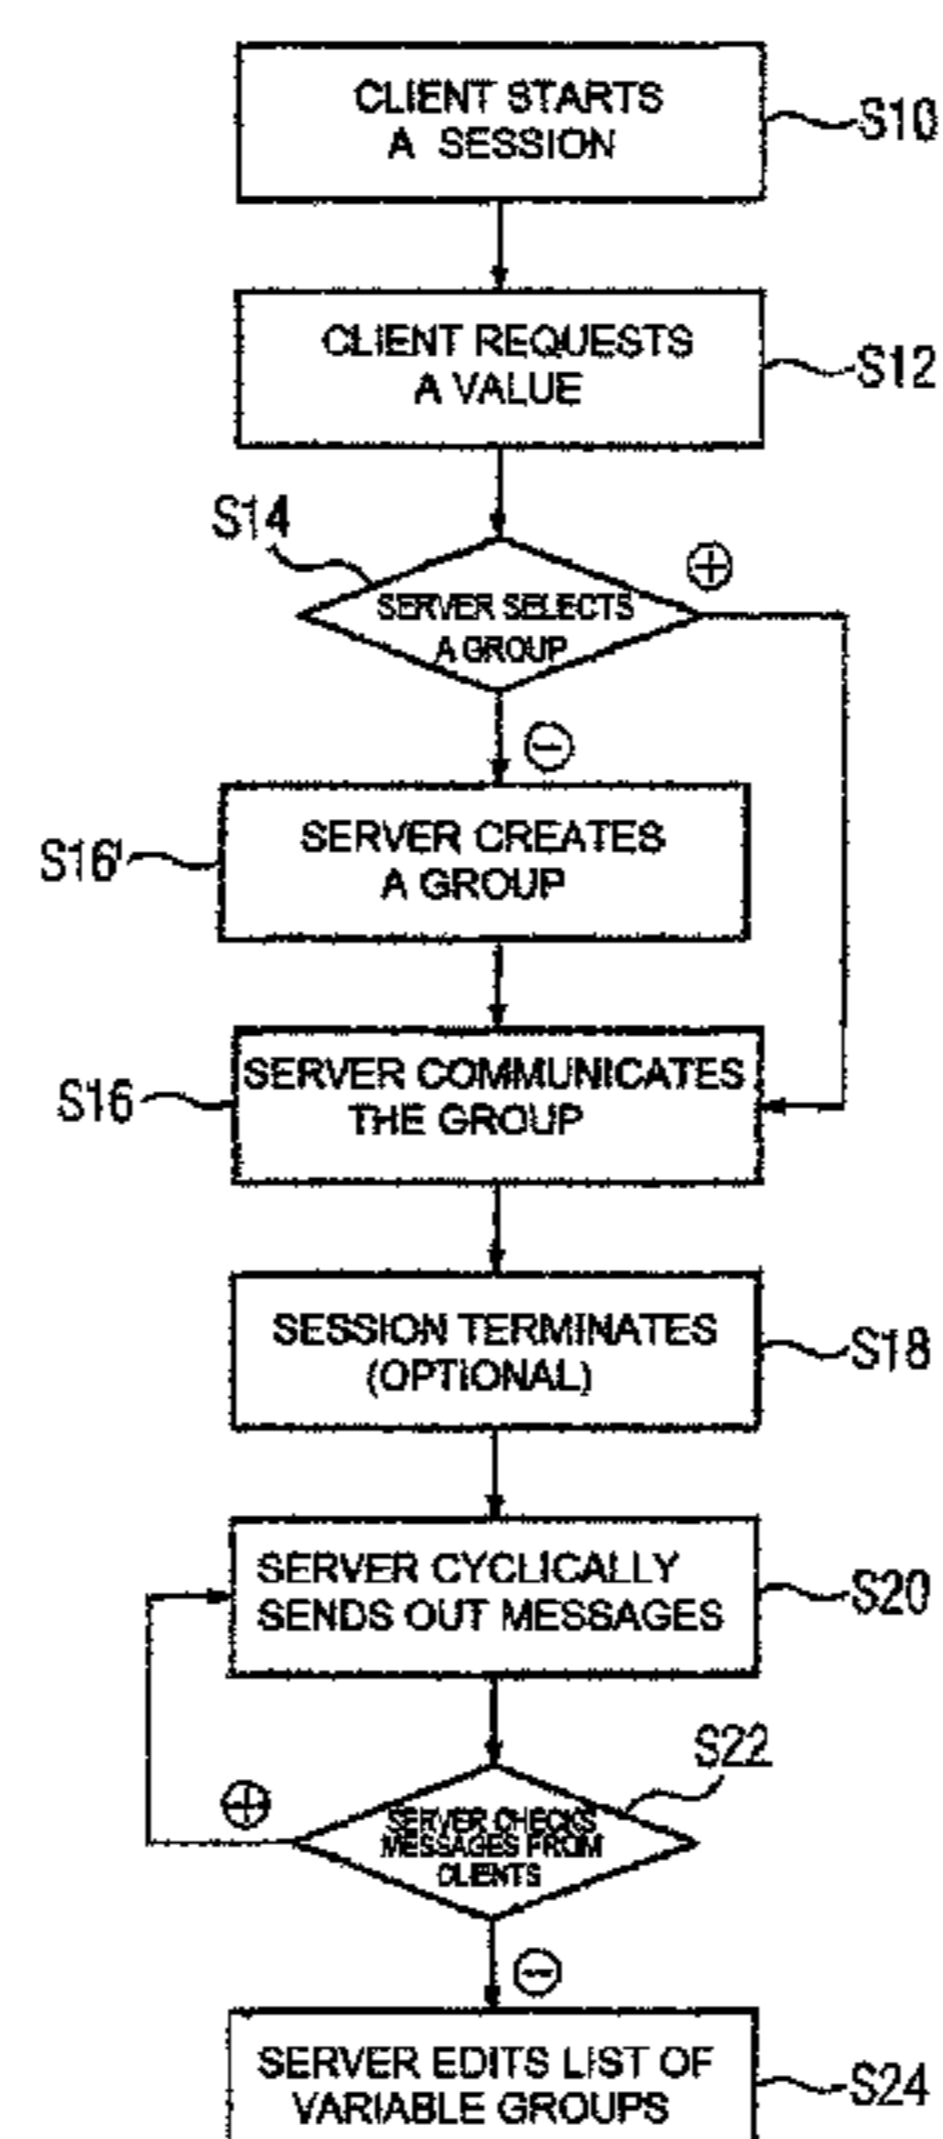 CLIENT STARTS
A SESSION
S10
CLIENT REQUESTS
A VALUE
S12
S14
SERVER SELECTS
A GROUP
+
−
SERVER CREATES
A GROUP
S16'
SERVER COMMUNICATES
THE GROUP
S16
SESSION TERMINATES
(OPTIONAL)
S18
SERVER CYCLICALLY
SENDS OUT MESSAGES
S20
S22
+
SERVER CHECKS
MESSAGES FROM
CLIENTS
−
SERVER EDITS LIST OF
VARIABLE GROUPS
S24